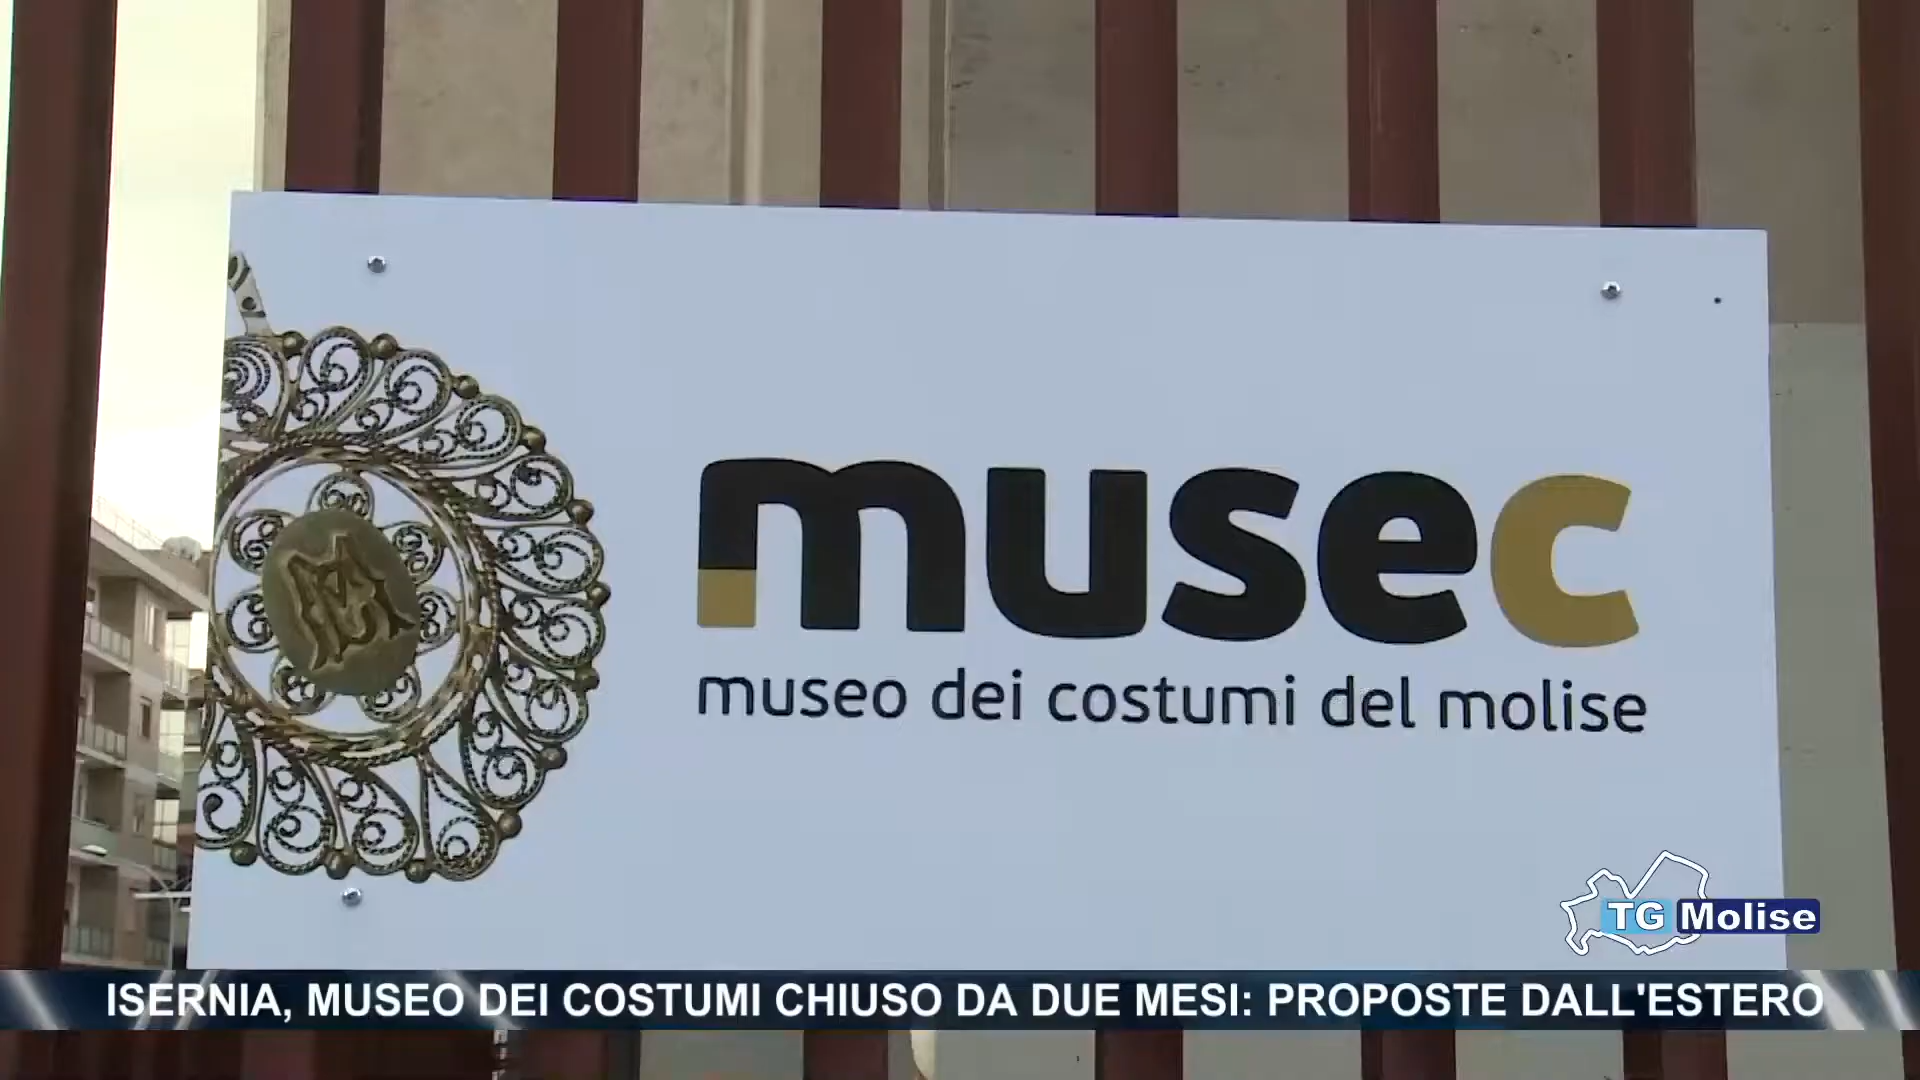 musec
museo dei costumi del molise
TG Molise
ISERNIA, MUSEO DEI COSTUMI CHIUSO DA DUE MESI: PROPOSTE DALL'ESTERO